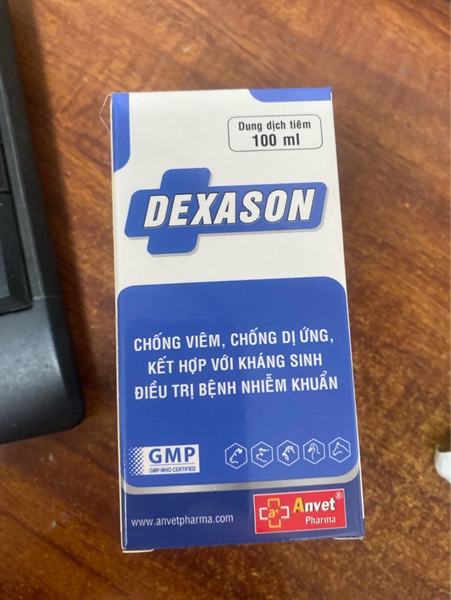 Dung dịch tiêm
100 ml
DEXASON
CHỐNG VIÊM, CHỐNG DỊ ỨNG,
KẾT HỢP VỚI KHÁNG SINH
ĐIỀU TRỊ BỆNH NHIỄM KHUẨN
GMP
GMP-WHO CERTIFIED
www.anvetpharma.com
a+ Anvet®
Pharma